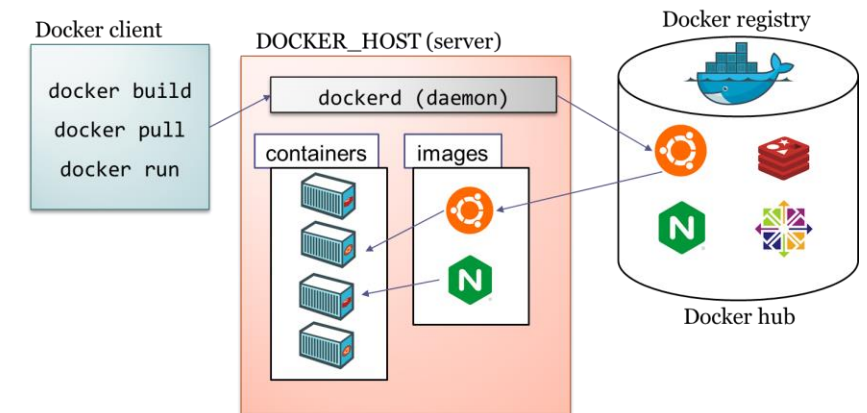 Docker client
docker build
docker pull
docker run
DOCKER_HOST (server)
dockerd (daemon)
containers
images
N
Docker registry
N
Docker hub